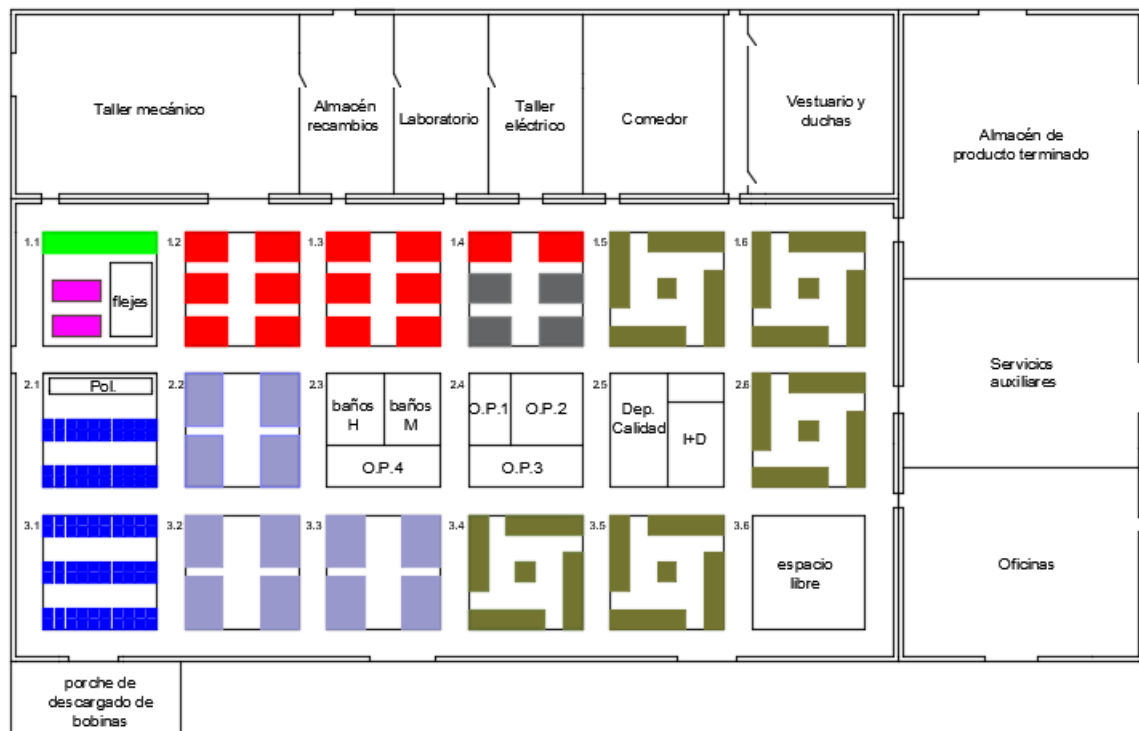 Taller mecánico
Almacén
recambios
Laboratorio
Taller
eléctrico
Comedor
Vestuario y
duchas
Almacén de
producto terminado
1.1
1.2
1.3
1.4
1.5
1.6
flejes
Servicios
auxiliares
2.1
Pol.
2.2
2.3
baños
H
baños
M
O.P.4
2.4
O.P.1
O.P.2
O.P.3
2.5
Dep.
Calidad
I+D
2.6
3.1
3.2
3.3
3.4
3.5
3.6
espacio
libre
Oficinas
porche de
descargado de
bobinas